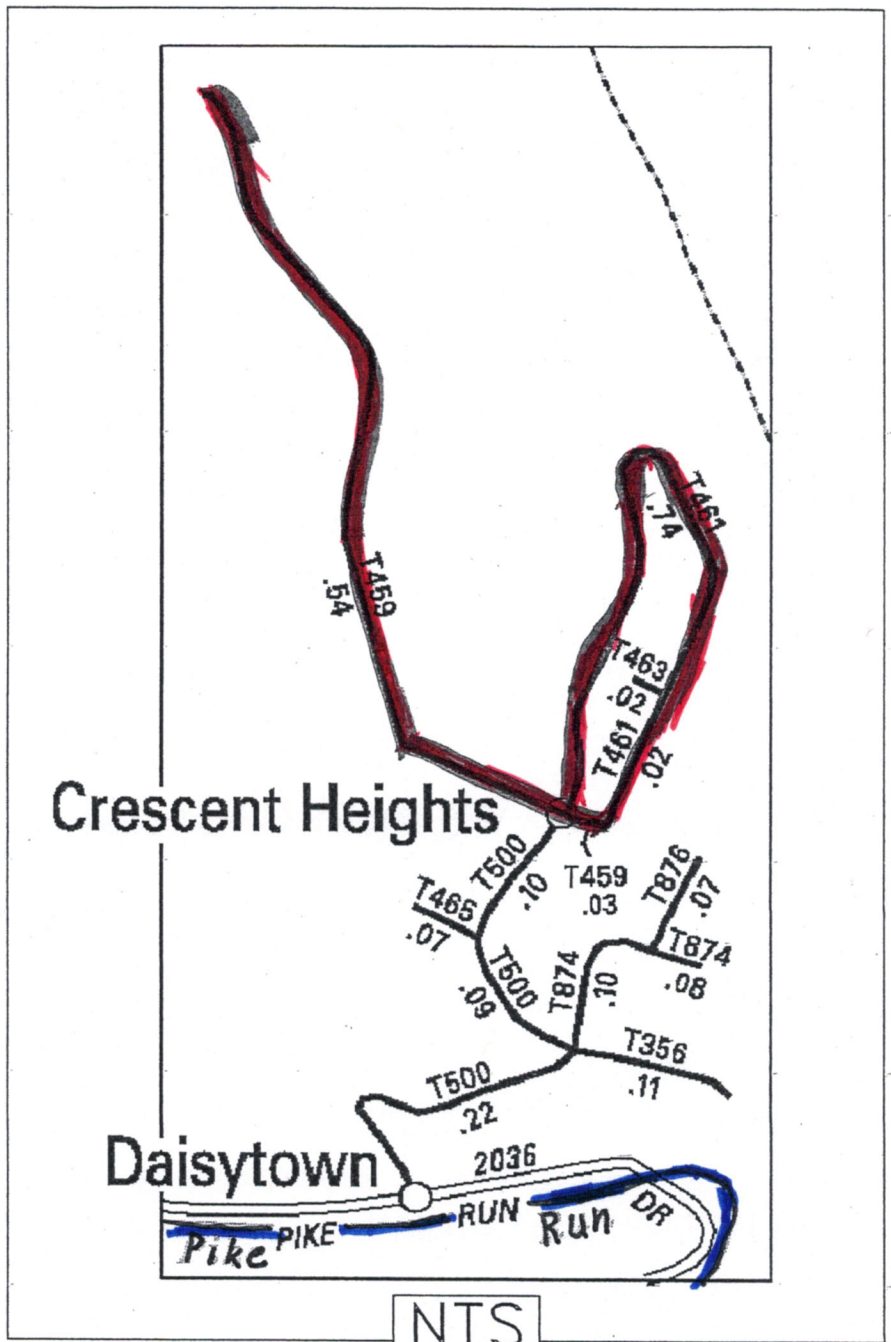 T461
.74
T459
.54
T463
.02
T461
.02
Crescent Heights
T500
.10
T459
.03
T876
.07
T465
.07
T874
.08
T500
.09
T874
.10
T356
.11
T500
.22
Daisytown
2036
PIKE RUN DR
Pike Run
NTS